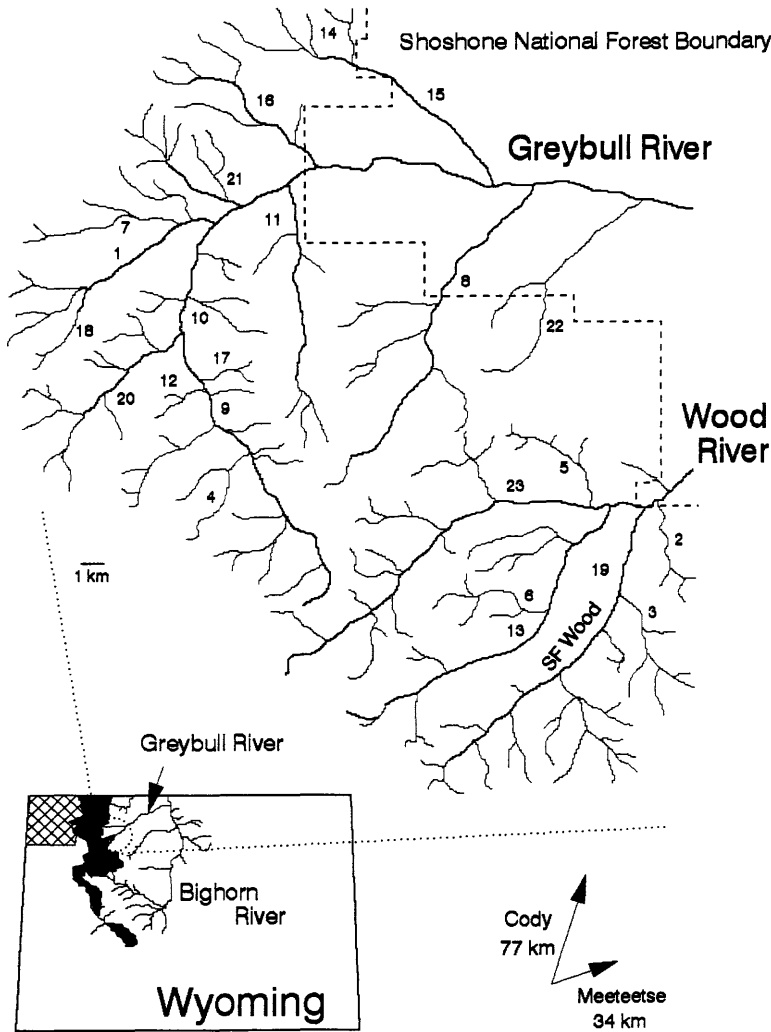 14
Shoshone National Forest Boundary
16
15
Greybull River
21
7
11
1
8
18
10
22
17
12
20
9
Wood
River
5
4
23
2
1 km
19
6
3
13
SF Wood
Greybull River
Bighorn
River
Cody
77 km
Wyoming
Meeteetse
34 km